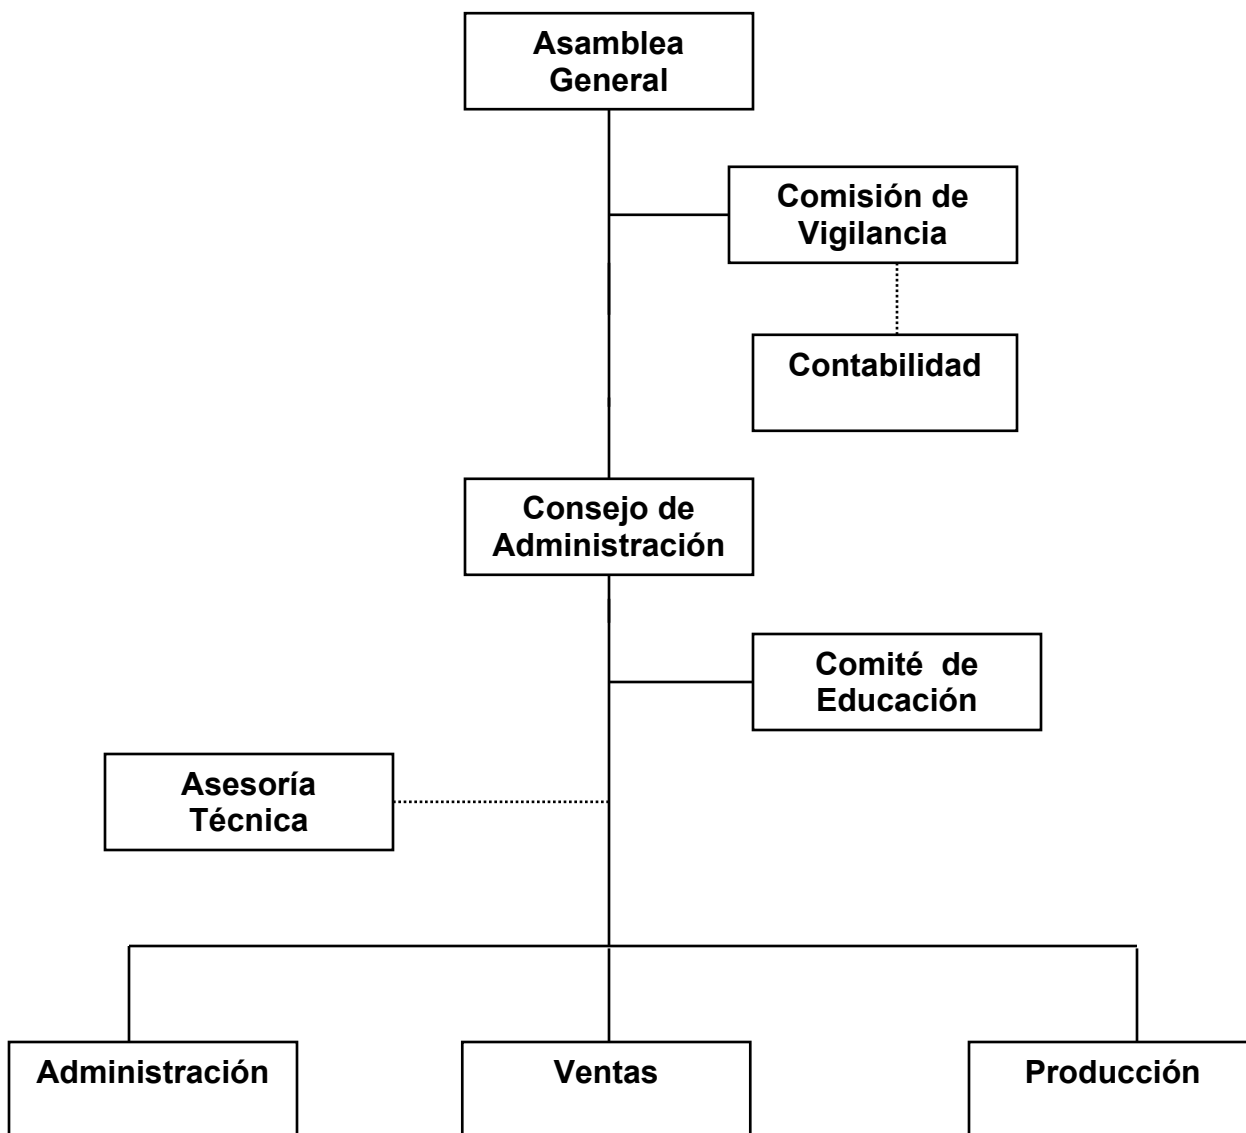 Asamblea
General
Comisión de
Vigilancia
Contabilidad
Consejo de
Administración
Comité de
Educación
Asesoría
Técnica
Administración
Ventas
Producción